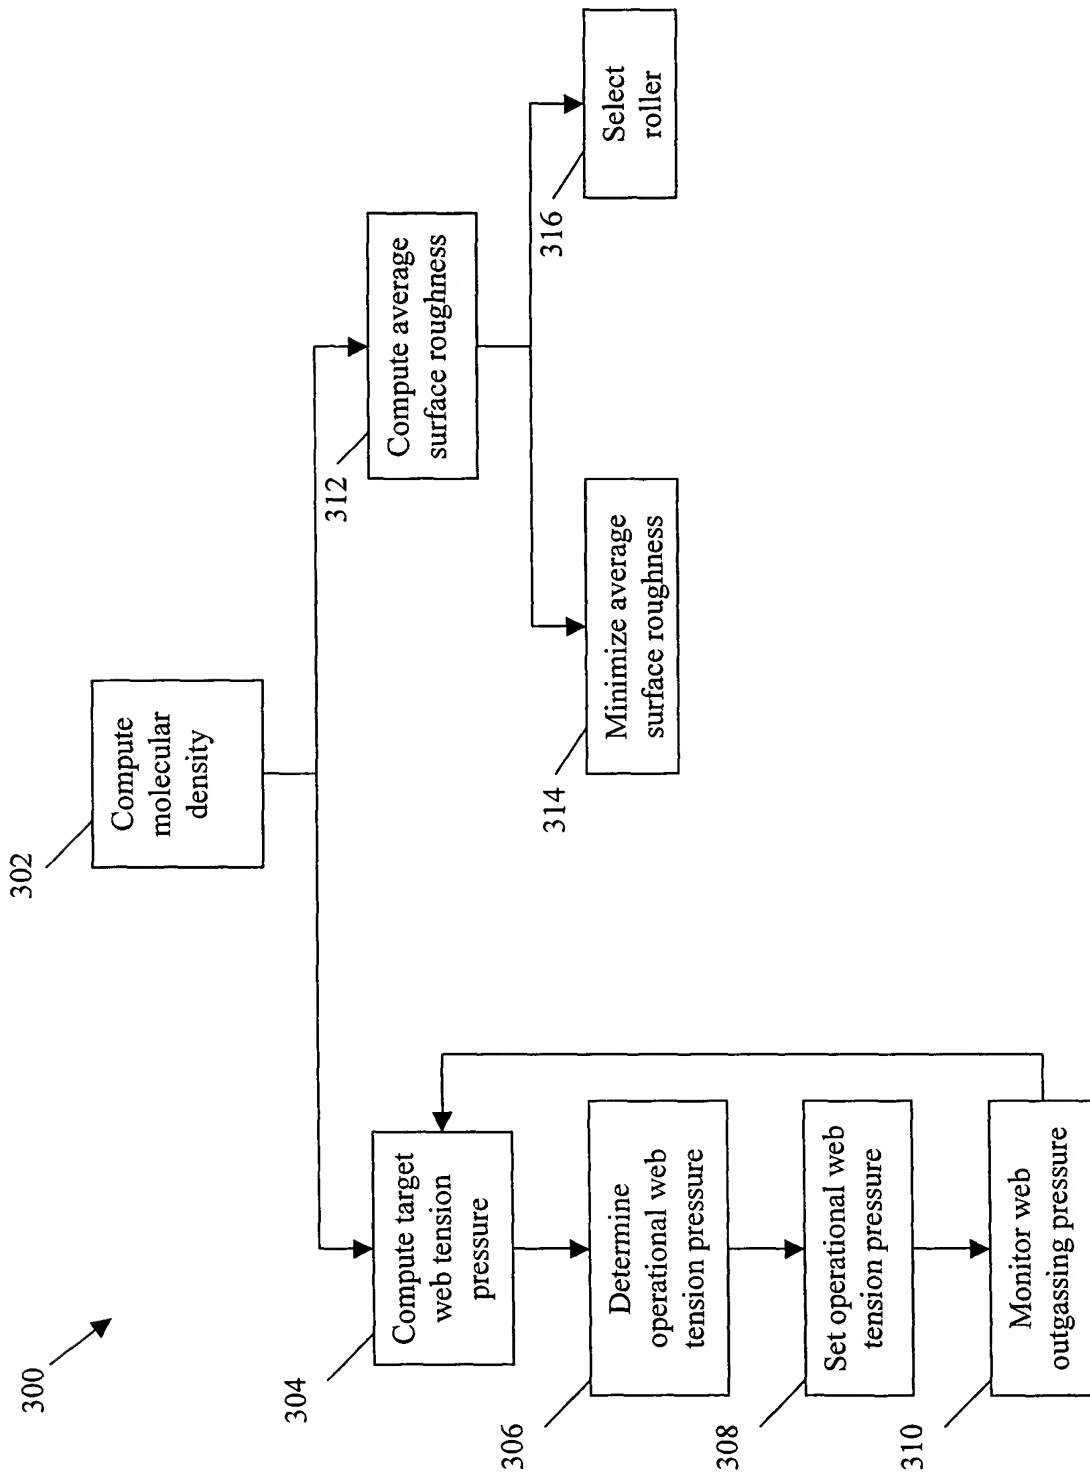 300
302
Compute
molecular
density
304
Compute target
web tension
pressure
306
Determine
operational web
tension pressure
308
Set operational web
tension pressure
310
Monitor web
outgassing pressure
312
Compute average
surface roughness
314
Minimize average
surface roughness
316
Select
roller